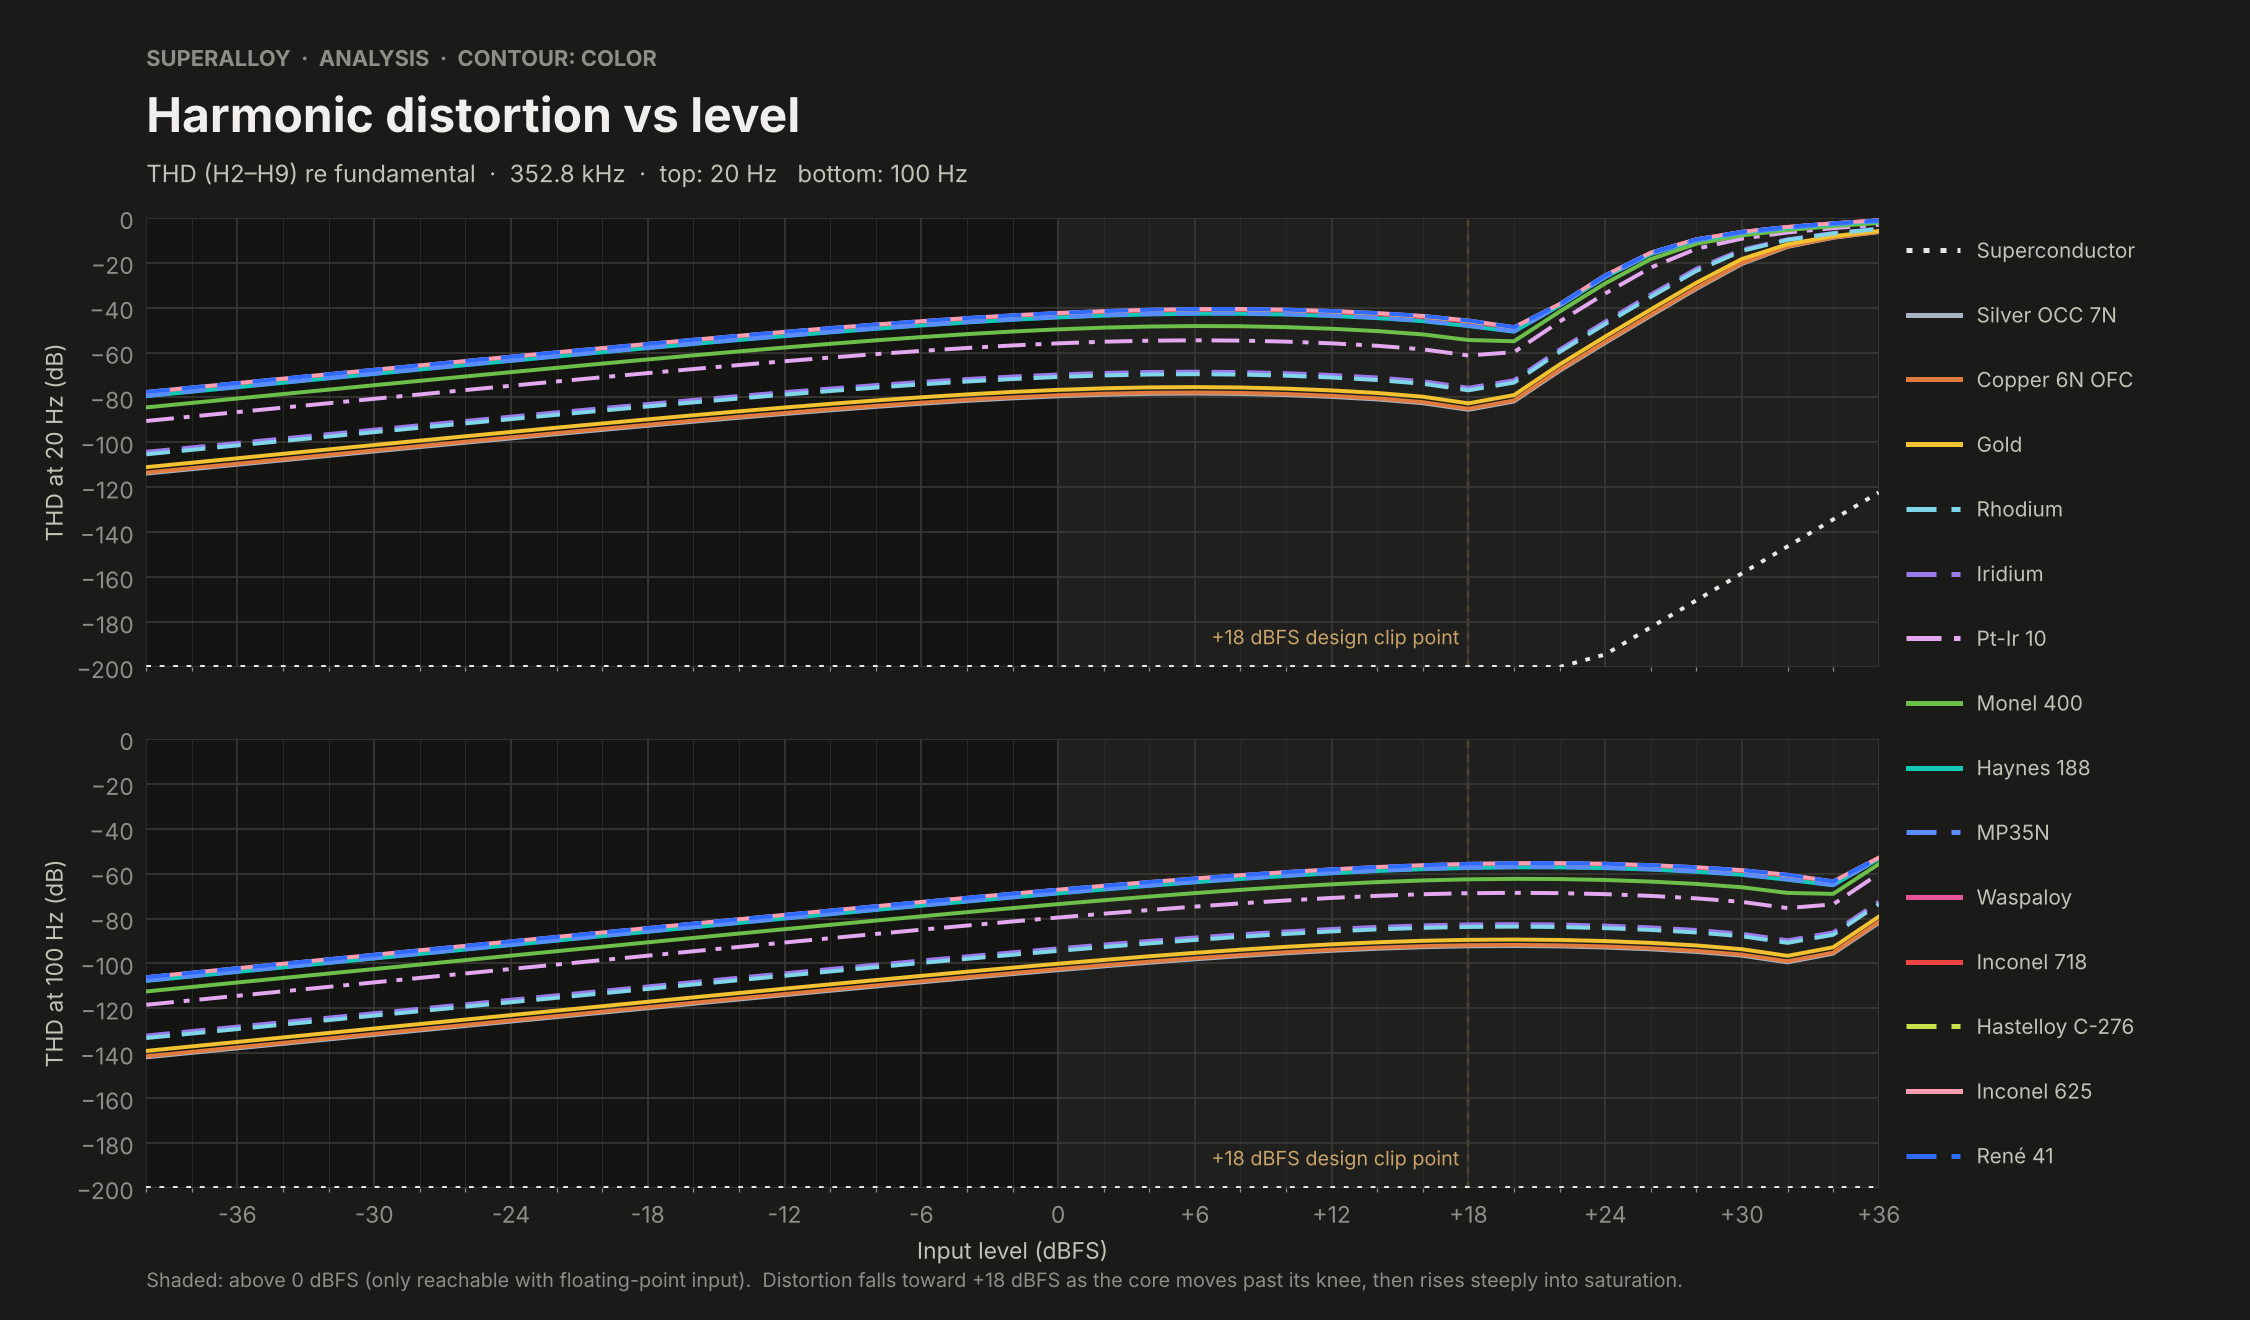 SUPERALLOY · ANALYSIS · CONTOUR: COLOR
Harmonic distortion vs level
THD (H2–H9) re fundamental · 352.8 kHz · top: 20 Hz bottom: 100 Hz
THD at 20 Hz (dB)
0
−20
−40
−60
−80
−100
−120
−140
−160
−180
−200
+18 dBFS design clip point
THD at 100 Hz (dB)
0
−20
−40
−60
−80
−100
−120
−140
−160
−180
−200
+18 dBFS design clip point
-36
-30
-24
-18
-12
-6
0
+6
+12
+18
+24
+30
+36
Input level (dBFS)
Superconductor
Silver OCC 7N
Copper 6N OFC
Gold
Rhodium
Iridium
Pt-Ir 10
Monel 400
Haynes 188
MP35N
Waspaloy
Inconel 718
Hastelloy C-276
Inconel 625
René 41
Shaded: above 0 dBFS (only reachable with floating-point input). Distortion falls toward +18 dBFS as the core moves past its knee, then rises steeply into saturation.